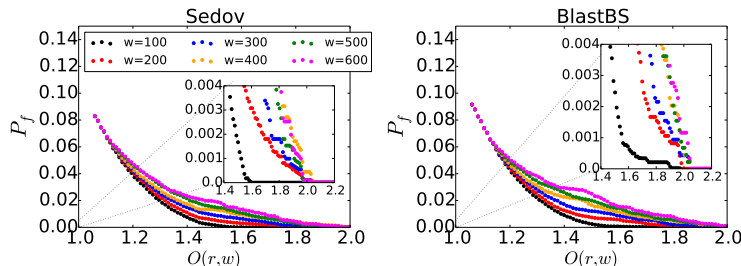 Sedov
0.14
0.12
0.10
0.08
0.06
0.04
0.02
0.00
P_f
w=100
w=200
w=300
w=400
w=500
w=600
0.004
0.003
0.002
0.001
0.0
1.4 1.6 1.8 2.0 2.2
1.0 1.2 1.4 1.6 1.8 2.0
O(r,w)
BlastBS
0.14
0.12
0.10
0.08
0.06
0.04
0.02
0.00
P_f
0.004
0.003
0.002
0.001
0.0
1.4 1.6 1.8 2.0 2.2
1.0 1.2 1.4 1.6 1.8 2.0
O(r,w)